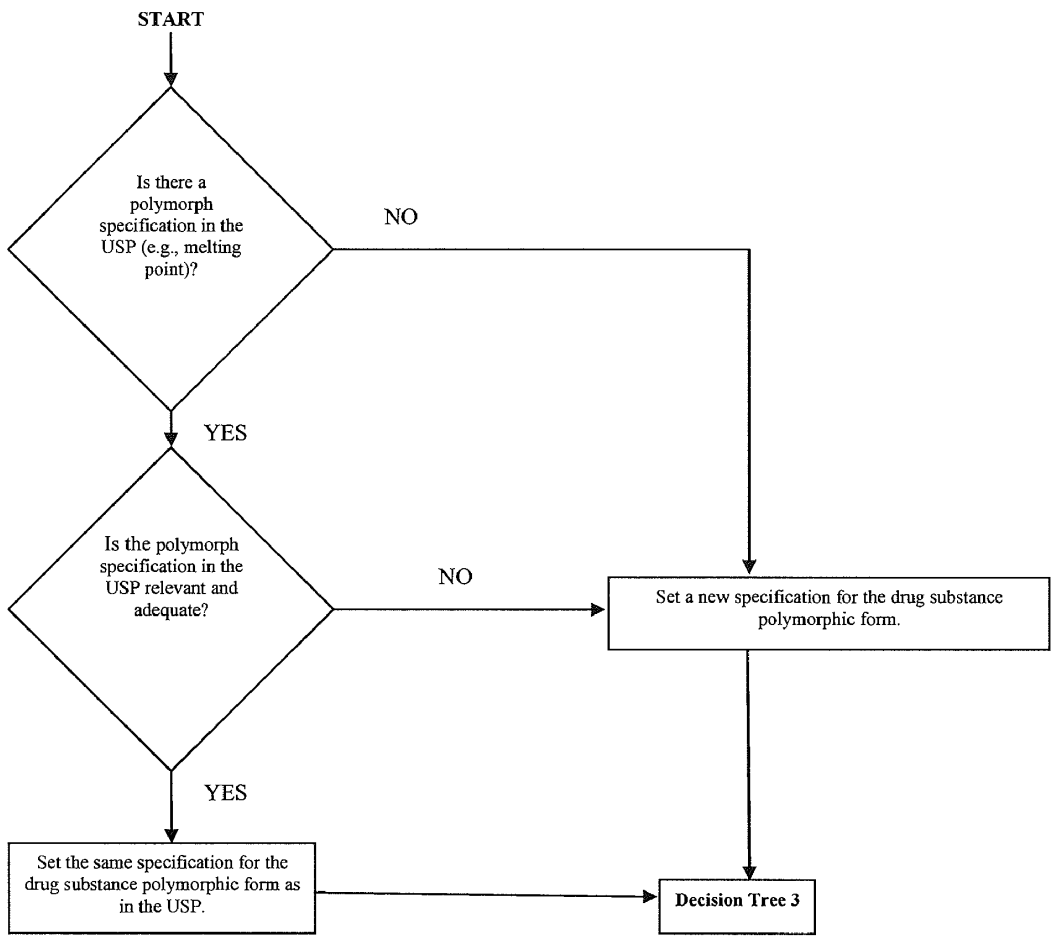 START
Is there a
polymorph
specification in the
USP (e.g., melting
point)?
NO
YES
Is the polymorph
specification in the
USP relevant and
adequate?
NO
Set a new specification for the drug substance
polymorphic form.
YES
Set the same specification for the
drug substance polymorphic form as
in the USP.
Decision Tree 3